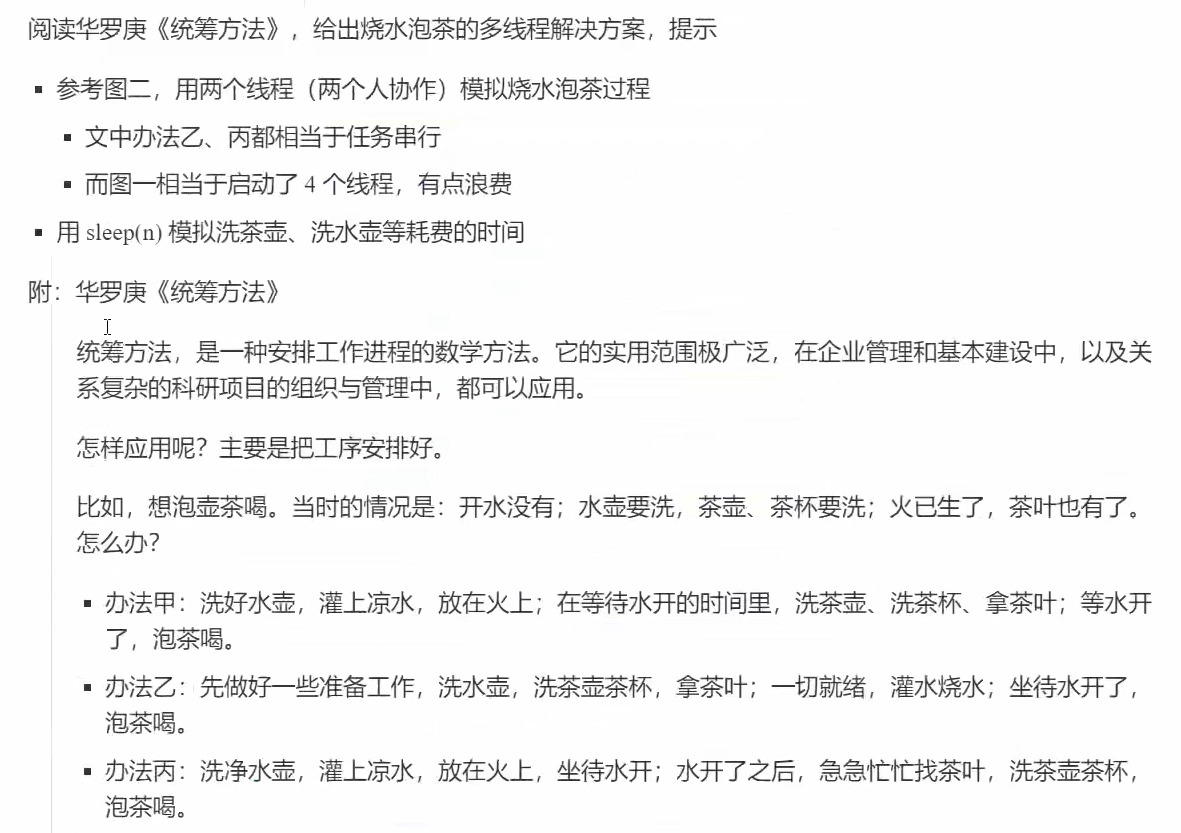 阅读华罗庚《统筹方法》，给出烧水泡茶的多线程解决方案，提示
参考图二，用两个线程（两个人协作）模拟烧水泡茶过程
文中办法乙、丙都相当于任务串行
而图一相当于启动了 4 个线程，有点浪费
用 sleep(n) 模拟洗茶壶、洗水壶等耗费的时间
附：华罗庚《统筹方法》
统筹方法，是一种安排工作进程的数学方法。它的实用范围极广泛，在企业管理和基本建设中，以及关
系复杂的科研项目的组织与管理中，都可以应用。
怎样应用呢？主要是把工序安排好。
比如，想泡壶茶喝。当时的情况是：开水没有；水壶要洗，茶壶、茶杯要洗；火已生了，茶叶也有了。
怎么办？
办法甲：洗好水壶，灌上凉水，放在火上；在等待水开的时间里，洗茶壶、洗茶杯、拿茶叶；等水开
了，泡茶喝。
办法乙：先做好一些准备工作，洗水壶，洗茶壶茶杯，拿茶叶；一切就绪，灌水烧水；坐待水开了，
泡茶喝。
办法丙：洗净水壶，灌上凉水，放在火上，坐待水开；水开了之后，急急忙忙找茶叶，洗茶壶茶杯，
泡茶喝。